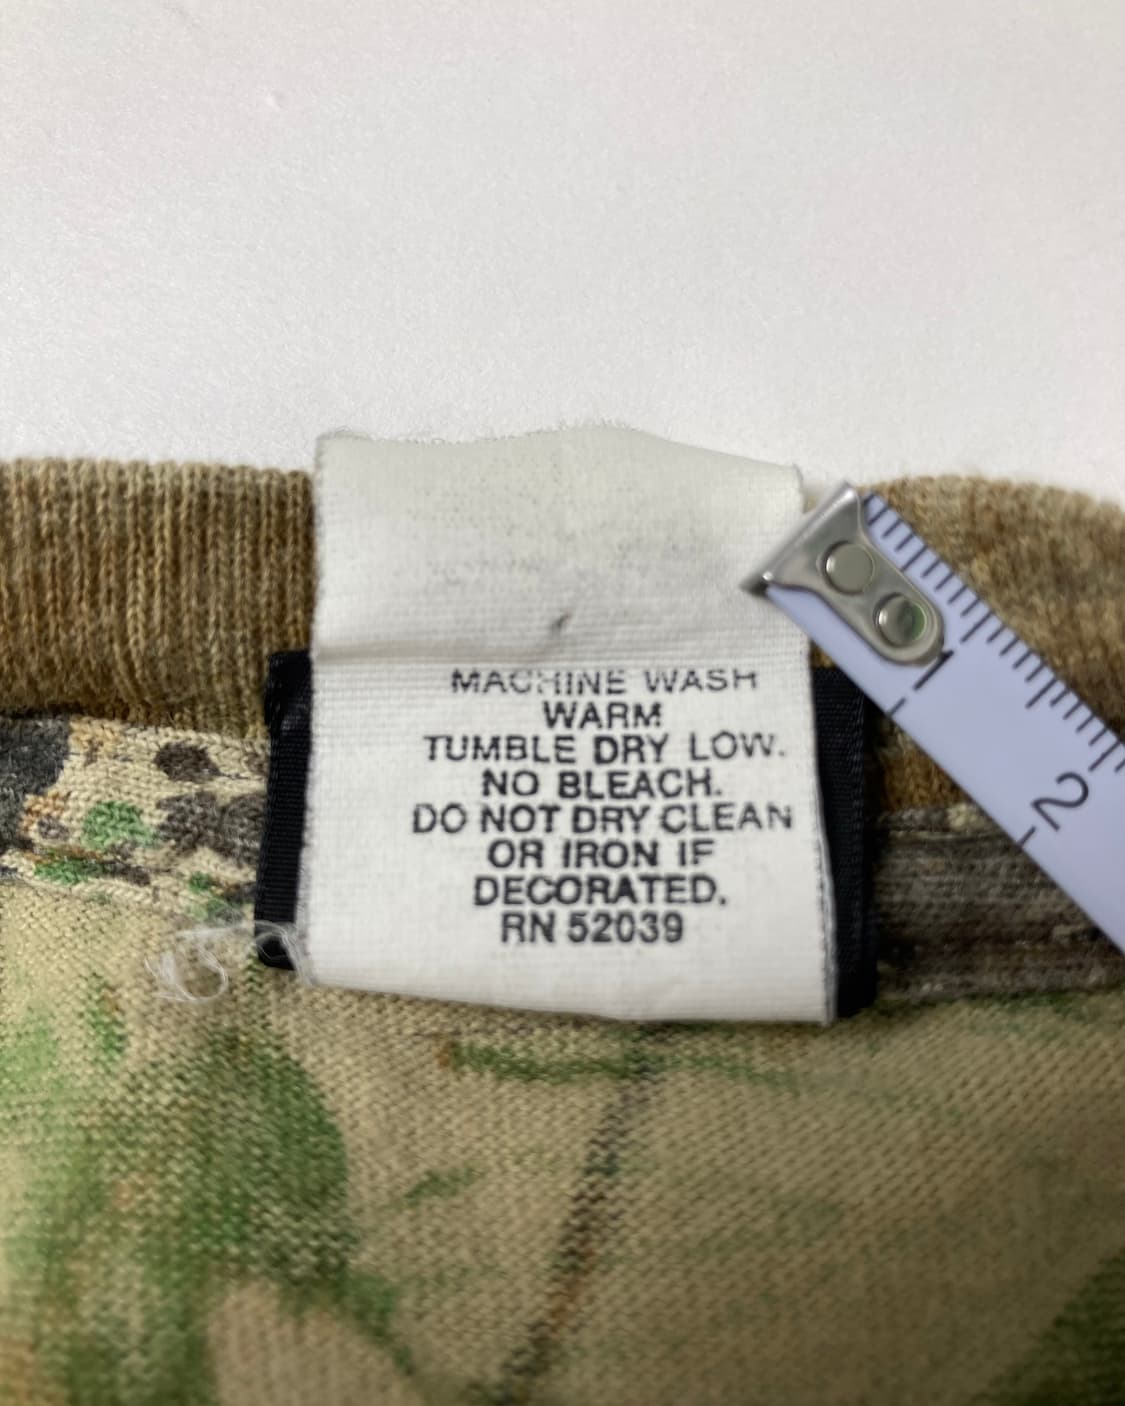 MACHINE WASH
WARM
TUMBLE DRY LOW.
NO BLEACH.
DO NOT DRY CLEAN
OR IRON IF
DECORATED.
RN 52039
1
2